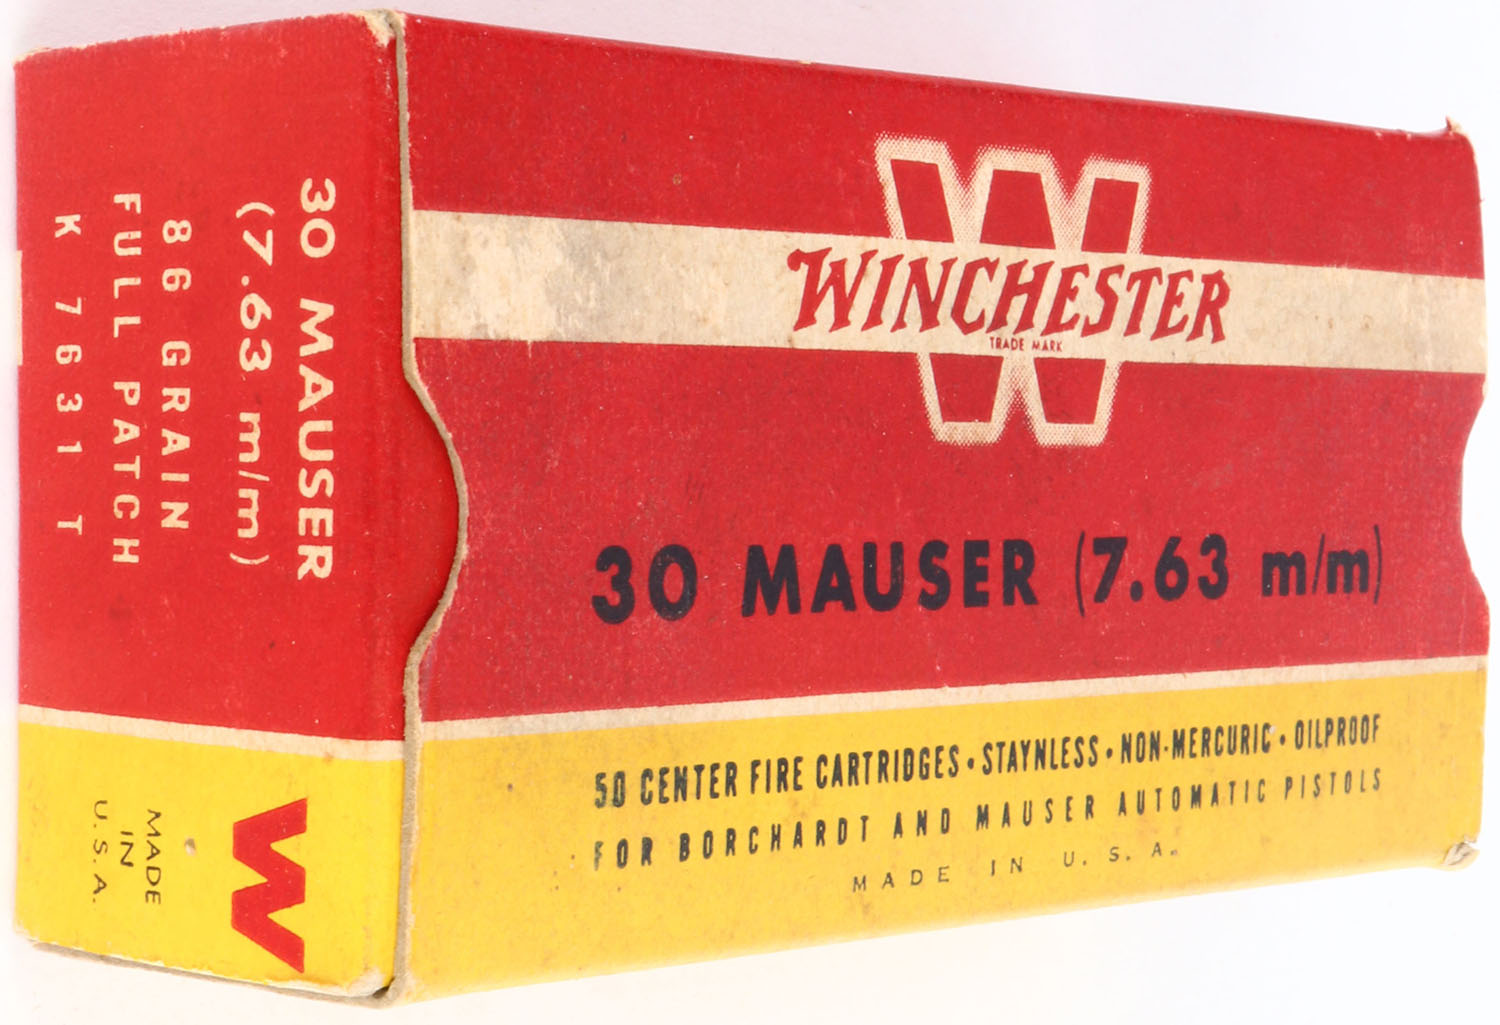 W
WINCHESTER
TRADE MARK
30 MAUSER (7.63 m/m)
50 CENTER FIRE CARTRIDGES • STAYNLESS • NON-MERCURIC • OILPROOF
FOR BORCHARDT AND MAUSER AUTOMATIC PISTOLS
MADE IN U. S. A.
30 MAUSER
(7.63 m/m)
86 GRAIN
FULL PATCH
K 7631 T
W
MADE
IN
U.S.A.